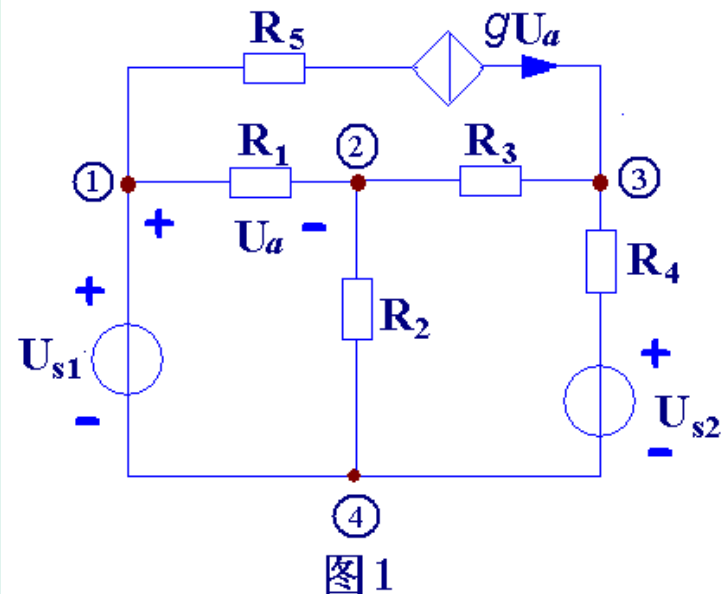 R₅ gUₐ
① R₁ ② R₃ ③
+ Uₐ - R₄
+ Uₛ₁ - R₂ + Uₛ₂ -
④
图1